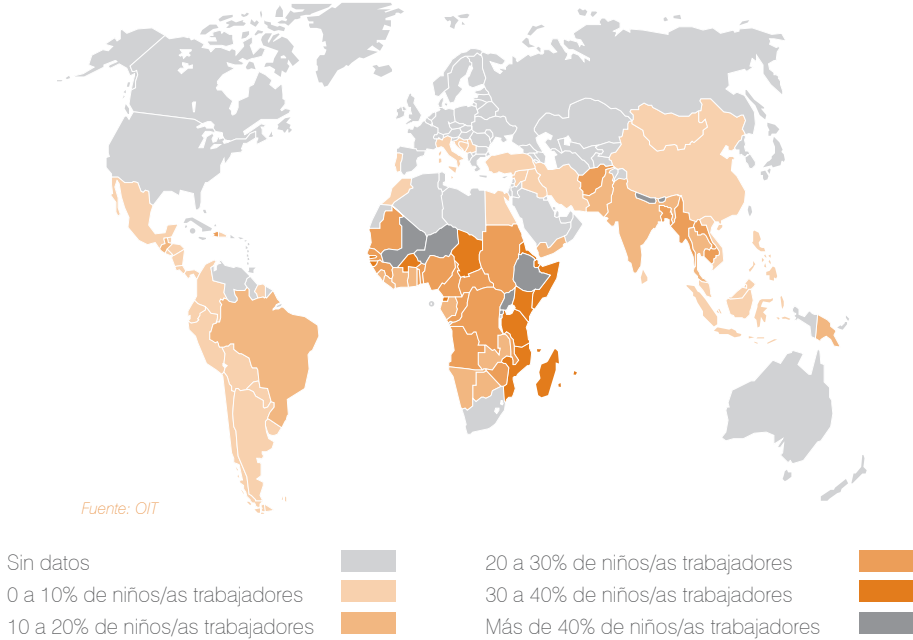 Fuente: OIT
Sin datos
0 a 10% de niños/as trabajadores
10 a 20% de niños/as trabajadores
20 a 30% de niños/as trabajadores
30 a 40% de niños/as trabajadores
Más de 40% de niños/as trabajadores